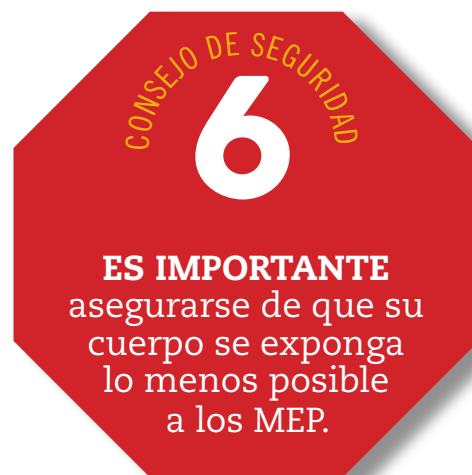 CONSEJO DE SEGURIDAD
6
ES IMPORTANTE
asegurarse de que su
cuerpo se exponga
lo menos posible
a los MEP.